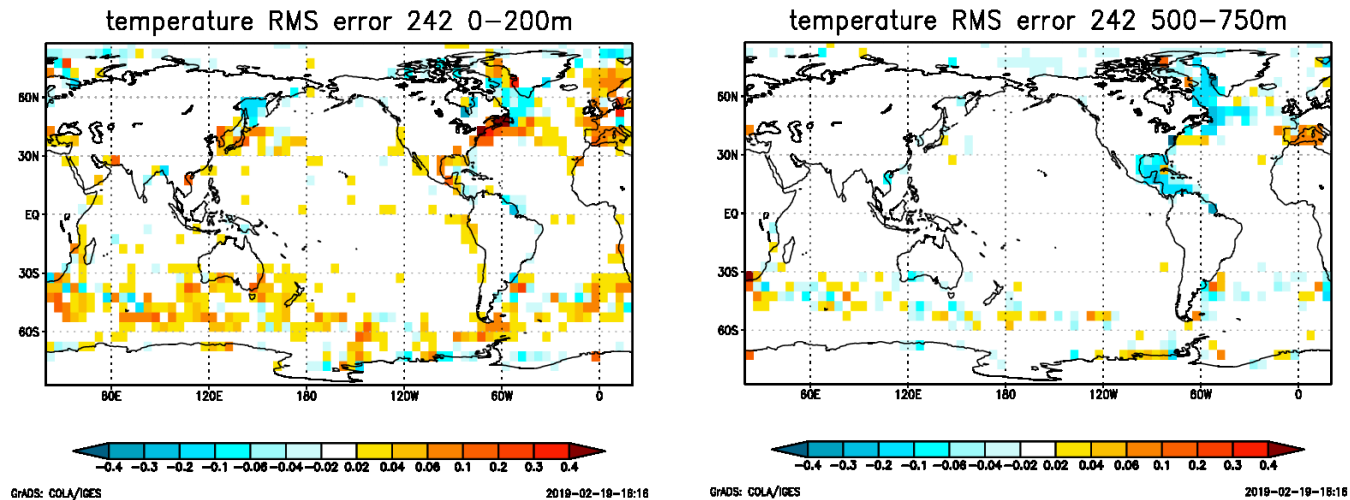 temperature RMS error 242 0-200m
60N
30N
EQ
30S
60S
60E 120E 180 120W 60W 0
-0.4 -0.3 -0.2 -0.1 -0.06 -0.04 -0.02 0.02 0.04 0.06 0.1 0.2 0.3 0.4
GrADS: COLA/IGES 2019-02-19-16:16
temperature RMS error 242 500-750m
60N
30N
EQ
30S
60S
60E 120E 180 120W 60W 0
-0.4 -0.3 -0.2 -0.1 -0.06 -0.04 -0.02 0.02 0.04 0.06 0.1 0.2 0.3 0.4
GrADS: COLA/IGES 2019-02-19-16:16